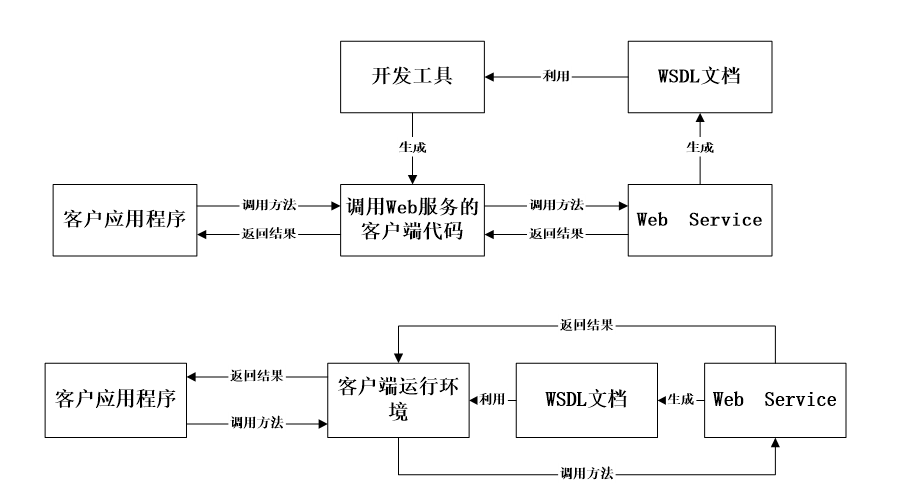 开发工具
利用
WSDL文档
生成
生成
客户应用程序
调用方法
返回结果
调用Web服务的
客户端代码
调用方法
返回结果
Web Service
返回结果
客户应用程序
返回结果
调用方法
客户端运行环
境
利用
WSDL文档
生成
Web Service
调用方法